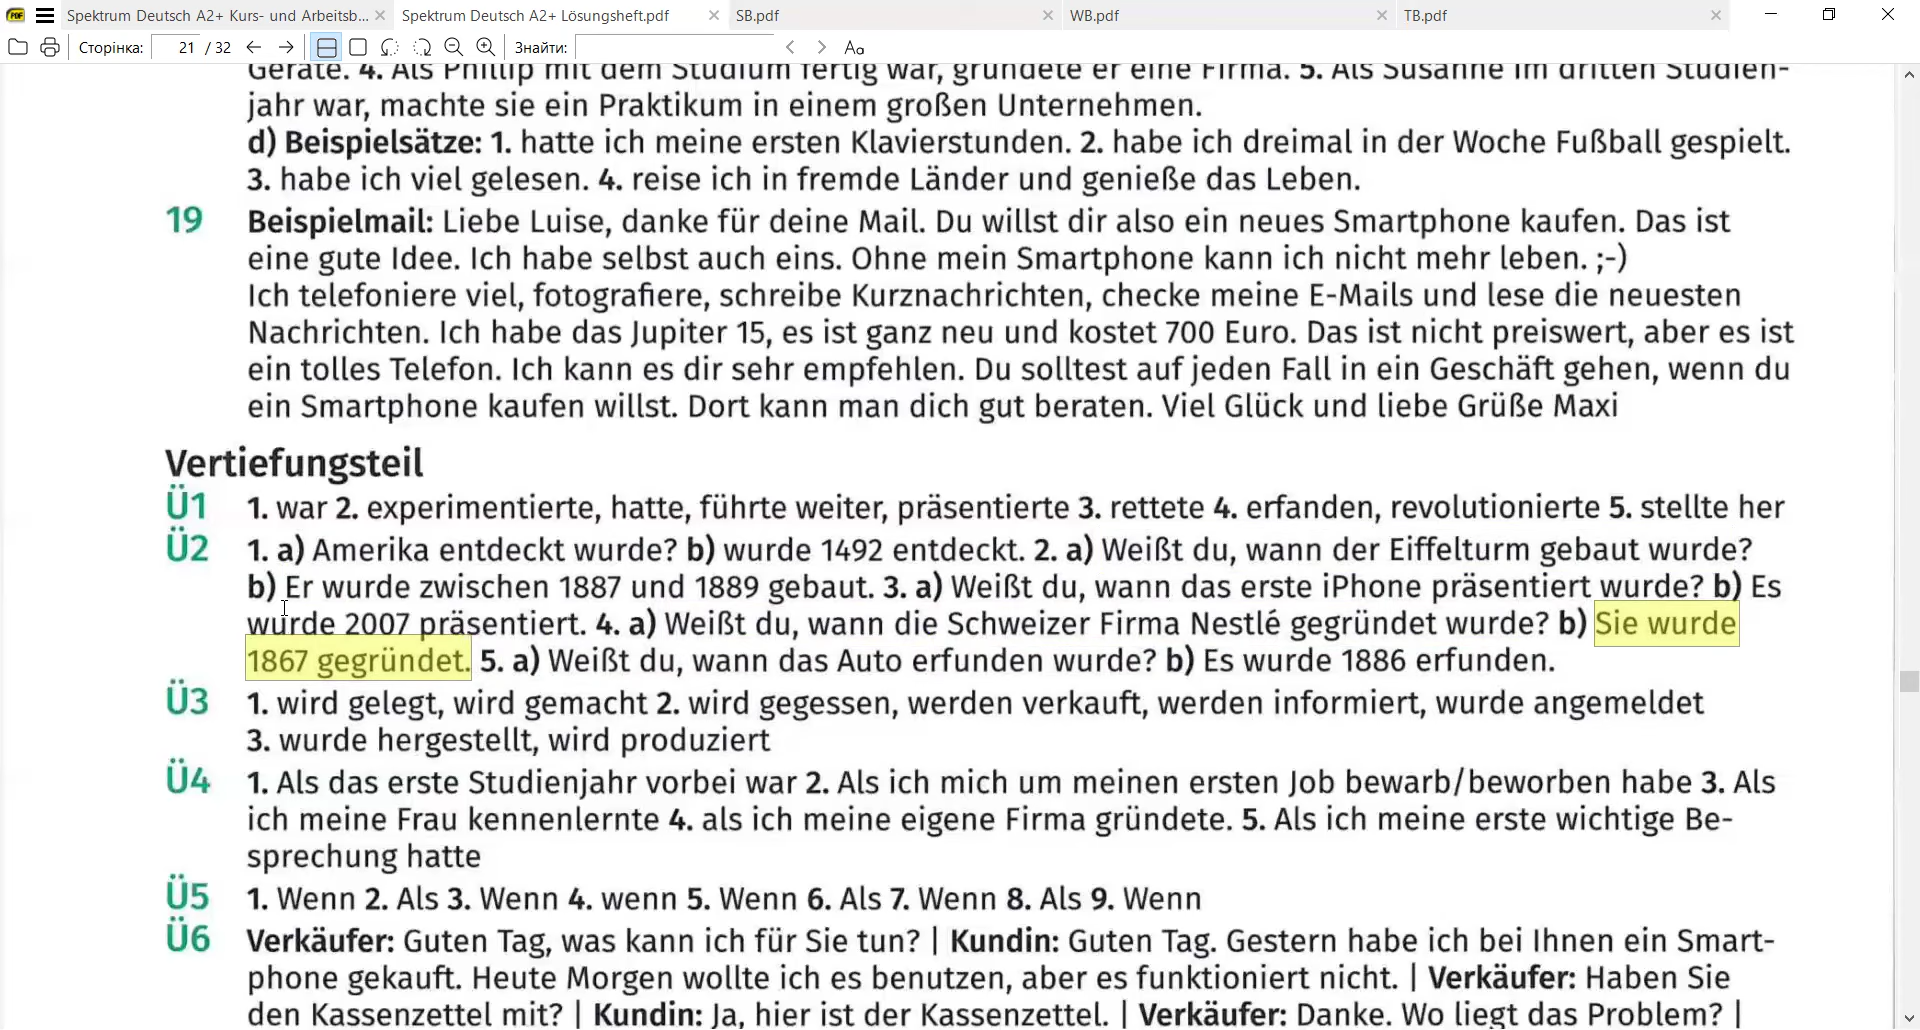 Spektrum Deutsch A2+ Kurs- und Arbeitsb... Spektrum Deutsch A2+ Lösungsheft.pdf SB.pdf WB.pdf TB.pdf
Сторінка: 21 / 32 Знайти: Aa
Geräte. 4. Als Phillip mit dem Studium fertig war, gründete er eine Firma. 5. Als Susanne im dritten Studien-
jahr war, machte sie ein Praktikum in einem großen Unternehmen.
d) Beispielsätze: 1. hatte ich meine ersten Klavierstunden. 2. habe ich dreimal in der Woche Fußball gespielt.
3. habe ich viel gelesen. 4. reise ich in fremde Länder und genieße das Leben.
19 Beispielmail: Liebe Luise, danke für deine Mail. Du willst dir also ein neues Smartphone kaufen. Das ist
eine gute Idee. Ich habe selbst auch eins. Ohne mein Smartphone kann ich nicht mehr leben. ;-)
Ich telefoniere viel, fotografiere, schreibe Kurznachrichten, checke meine E-Mails und lese die neuesten
Nachrichten. Ich habe das Jupiter 15, es ist ganz neu und kostet 700 Euro. Das ist nicht preiswert, aber es ist
ein tolles Telefon. Ich kann es dir sehr empfehlen. Du solltest auf jeden Fall in ein Geschäft gehen, wenn du
ein Smartphone kaufen willst. Dort kann man dich gut beraten. Viel Glück und liebe Grüße Maxi
Vertiefungsteil
Ü1 1. war 2. experimentierte, hatte, führte weiter, präsentierte 3. rettete 4. erfanden, revolutionierte 5. stellte her
Ü2 1. a) Amerika entdeckt wurde? b) wurde 1492 entdeckt. 2. a) Weißt du, wann der Eiffelturm gebaut wurde?
b) Er wurde zwischen 1887 und 1889 gebaut. 3. a) Weißt du, wann das erste iPhone präsentiert wurde? b) Es
wurde 2007 präsentiert. 4. a) Weißt du, wann die Schweizer Firma Nestlé gegründet wurde? b) Sie wurde
1867 gegründet. 5. a) Weißt du, wann das Auto erfunden wurde? b) Es wurde 1886 erfunden.
Ü3 1. wird gelegt, wird gemacht 2. wird gegessen, werden verkauft, werden informiert, wurde angemeldet
3. wurde hergestellt, wird produziert
Ü4 1. Als das erste Studienjahr vorbei war 2. Als ich mich um meinen ersten Job bewarb/beworben habe 3. Als
ich meine Frau kennenlernte 4. als ich meine eigene Firma gründete. 5. Als ich meine erste wichtige Be-
sprechung hatte
Ü5 1. Wenn 2. Als 3. Wenn 4. wenn 5. Wenn 6. Als 7. Wenn 8. Als 9. Wenn
Ü6 Verkäufer: Guten Tag, was kann ich für Sie tun? | Kundin: Guten Tag. Gestern habe ich bei Ihnen ein Smart-
phone gekauft. Heute Morgen wollte ich es benutzen, aber es funktioniert nicht. | Verkäufer: Haben Sie
den Kassenzettel mit? | Kundin: Ja, hier ist der Kassenzettel. | Verkäufer: Danke. Wo liegt das Problem? |